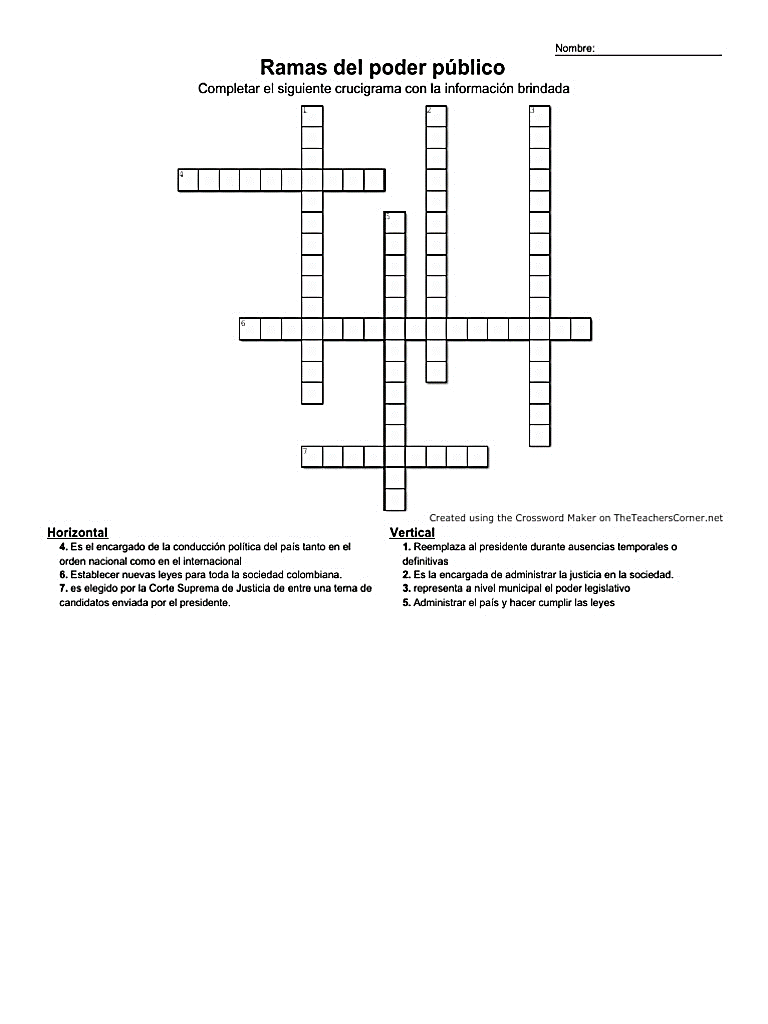 Nombre:
Ramas del poder público
Completar el siguiente crucigrama con la información brindada
1
2
3
4
5
6
7
Created using the Crossword Maker on TheTeachersCorner.net
Horizontal
4. Es el encargado de la conducción política del país tanto en el
orden nacional como en el internacional
6. Establecer nuevas leyes para toda la sociedad colombiana.
7. es elegido por la Corte Suprema de Justicia de entre una terna de
candidatos enviada por el presidente.
Vertical
1. Reemplaza al presidente durante ausencias temporales o
definitivas
2. Es la encargada de administrar la justicia en la sociedad.
3. representa a nivel municipal el poder legislativo
5. Administrar el país y hacer cumplir las leyes